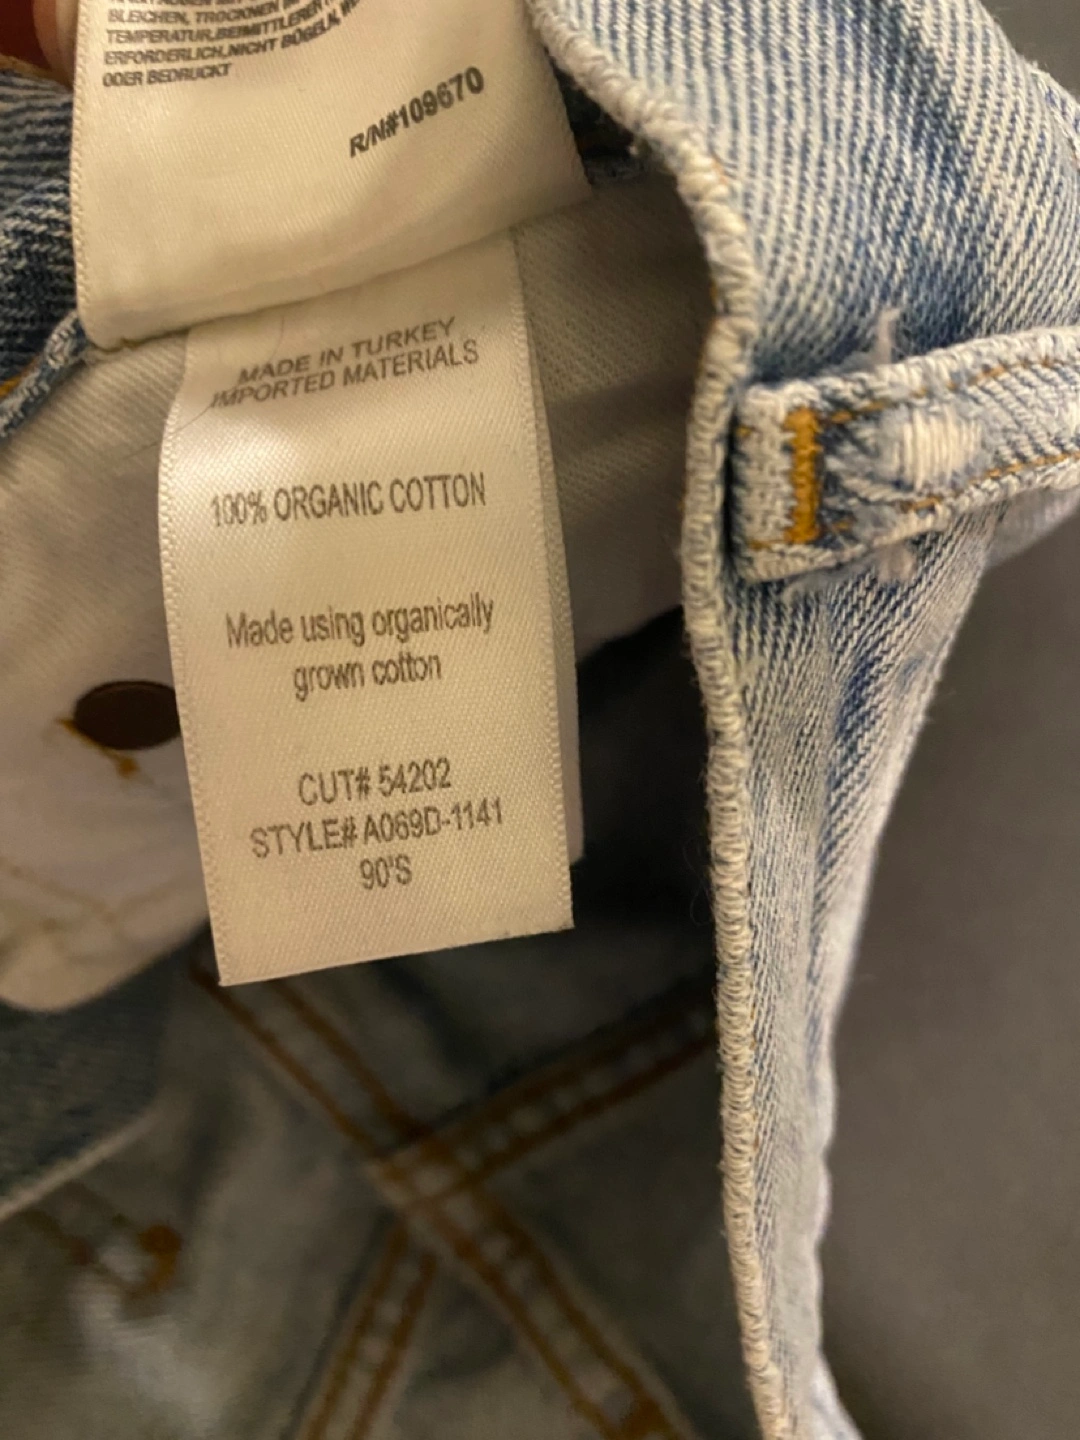 BLEICHEN, TROCKNEN
TEMPERATUR,BEIMITTLERER
ERFORDERLICH,NICHT BÜGELN,
ODER BEDRUCKT
R/N#109670
MADE IN TURKEY
IMPORTED MATERIALS
100% ORGANIC COTTON
Made using organically
grown cotton
CUT# 54202
STYLE# A069D-1141
90'S